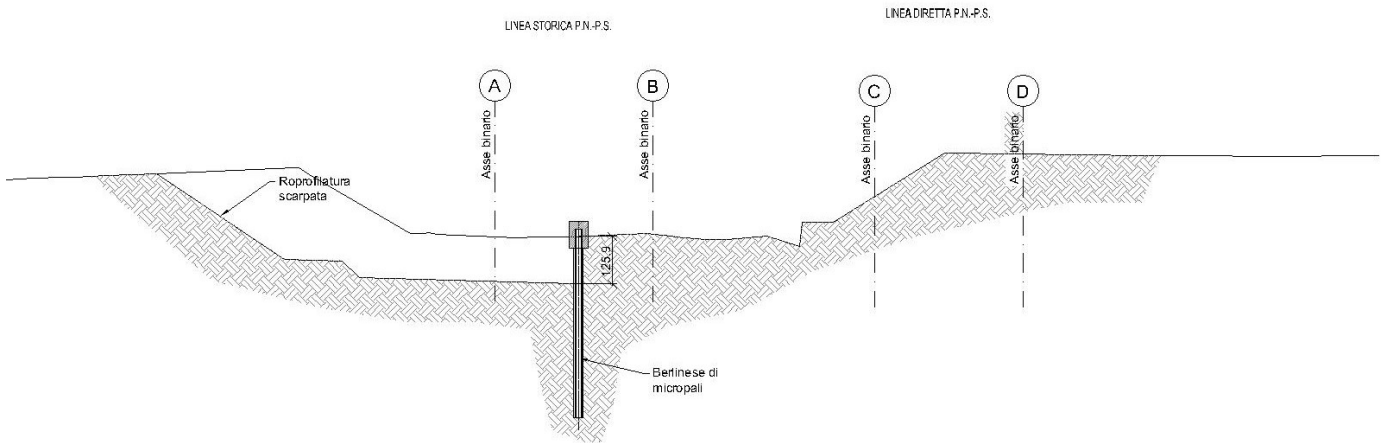 LINEA STORICA P.N.-P.S.
LINEA DIRETTA P.N.-P.S.
A
B
C
D
Asse binario
Asse binario
Asse binario
Asse binario
Roprofilatura
scarpata
125.9
Berlinese di
micropali